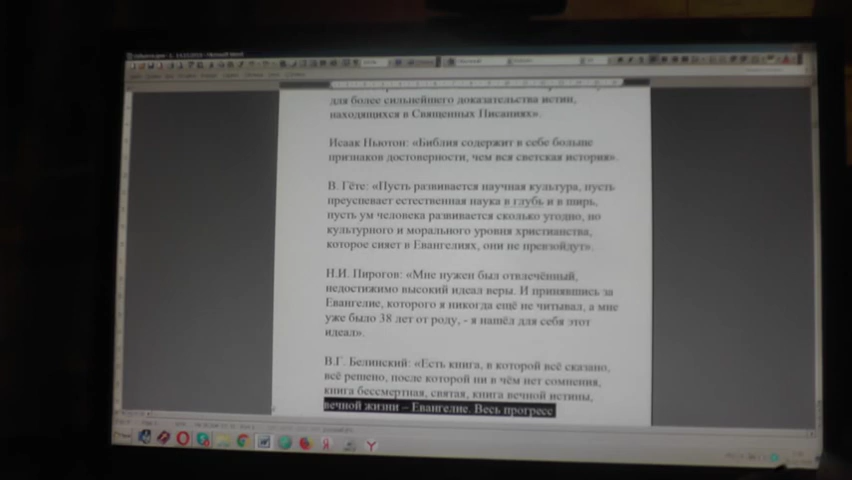 для более сильнейшего доказательства истин,
находящихся в Священных Писаниях».
Исаак Ньютон: «Библия содержит в себе больше
признаков достоверности, чем вся светская история».
В. Гёте: «Пусть развивается научная культура, пусть
преуспевает естественная наука в глубь и в ширь,
пусть ум человека развивается сколько угодно, но
культурного и морального уровня христианства,
которое сияет в Евангелиях, они не превзойдут».
Н.И. Пирогов: «Мне нужен был отвлечённый,
недостижимо высокий идеал веры. И принявшись за
Евангелие, которого я никогда ещё не читывал, а мне
уже было 38 лет от роду, - я нашёл для себя этот
идеал».
В.Г. Белинский: «Есть книга, в которой всё сказано,
всё решено, после которой ни в чём нет сомнения,
книга бессмертная, святая, книга вечной истины,
вечной жизни – Евангелие. Весь прогресс